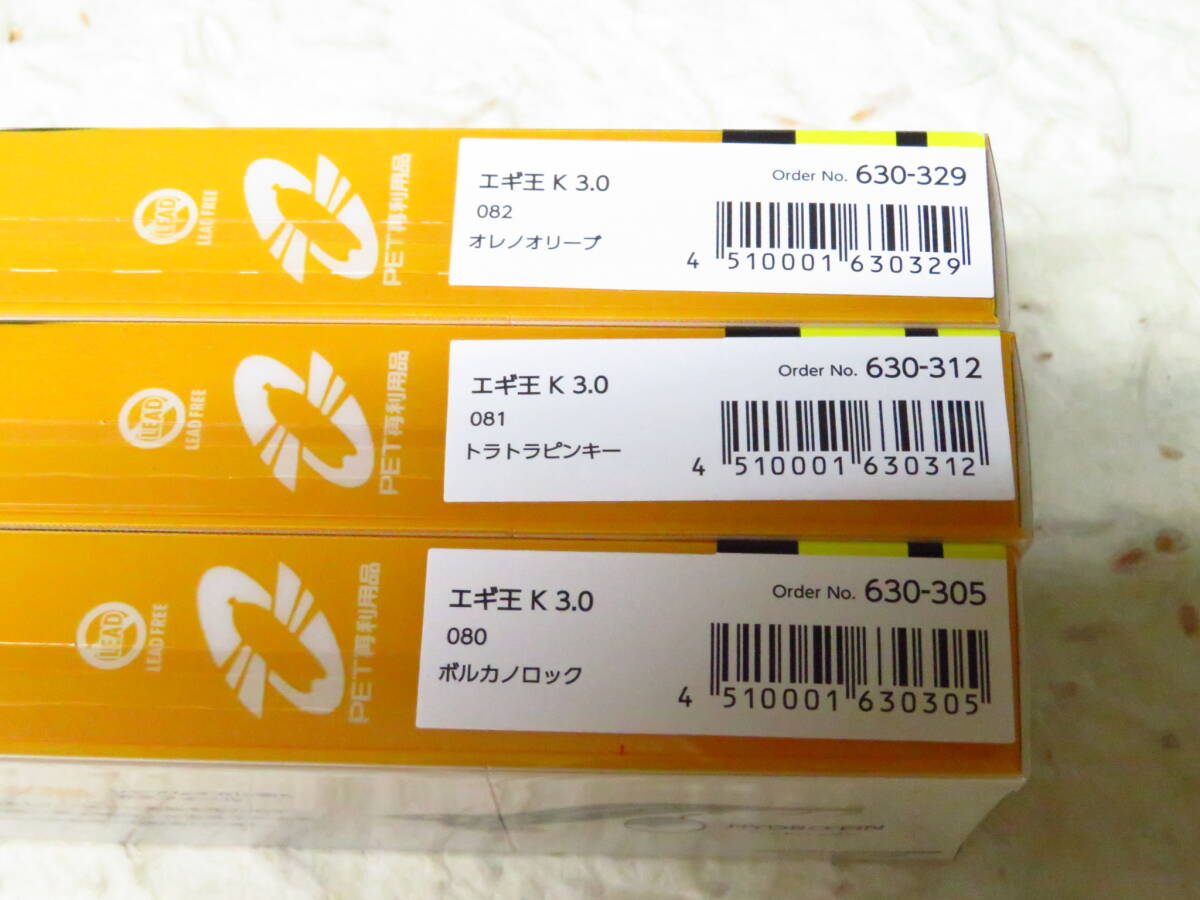 LEAD
LEAD FREE
PET再利用品
エギ王 K 3.0
082
オレノオリーブ
Order No. 630-329
4 510001 630329
LEAD
LEAD FREE
PET再利用品
エギ王 K 3.0
081
トラトラピンキー
Order No. 630-312
4 510001 630312
LEAD
LEAD FREE
PET再利用品
エギ王 K 3.0
080
ボルカノロック
Order No. 630-305
4 510001 630305